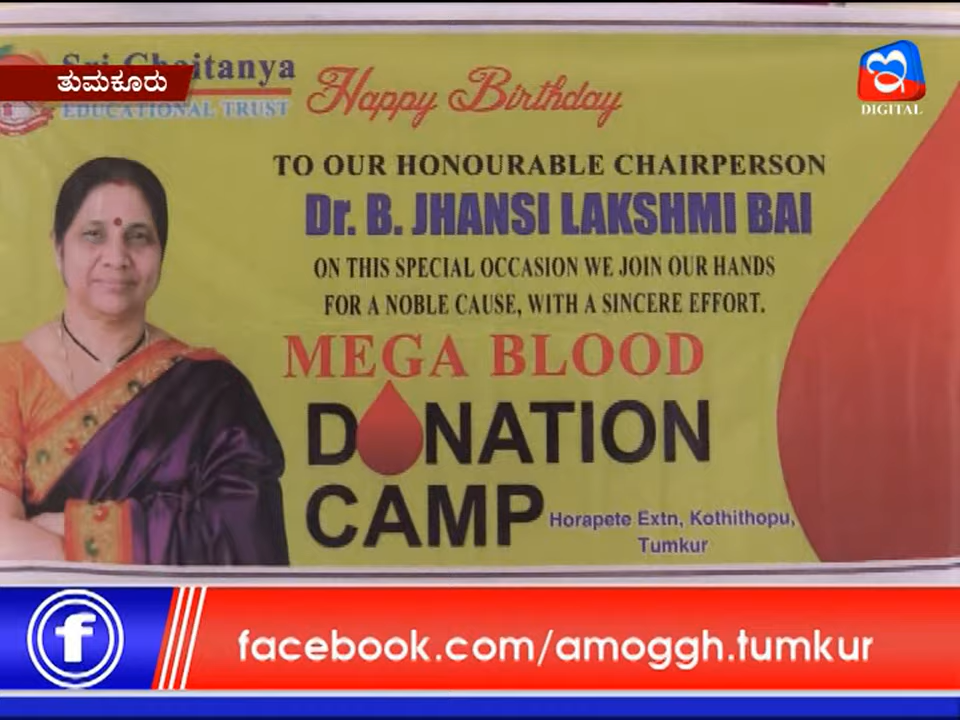 ತುಮಕೂರು
Sri Chaitanya
EDUCATIONAL TRUST
Happy Birthday
DIGITAL
TO OUR HONOURABLE CHAIRPERSON
Dr. B. JHANSI LAKSHMI BAI
ON THIS SPECIAL OCCASION WE JOIN OUR HANDS
FOR A NOBLE CAUSE, WITH A SINCERE EFFORT.
MEGA BLOOD
DONATION
CAMP
Horapete Extn, Kothithopu,
Tumkur
facebook.com/amoggh.tumkur